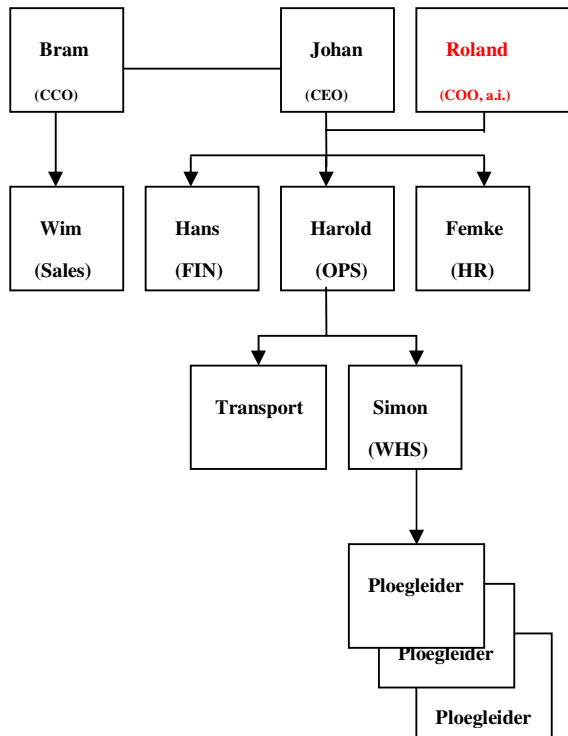 Bram
(CCO)
Johan
(CEO)
Roland
(COO, a.i.)
Wim
(Sales)
Hans
(FIN)
Harold
(OPS)
Femke
(HR)
Transport
Simon
(WHS)
Ploegleider
Ploegleider
Ploegleider